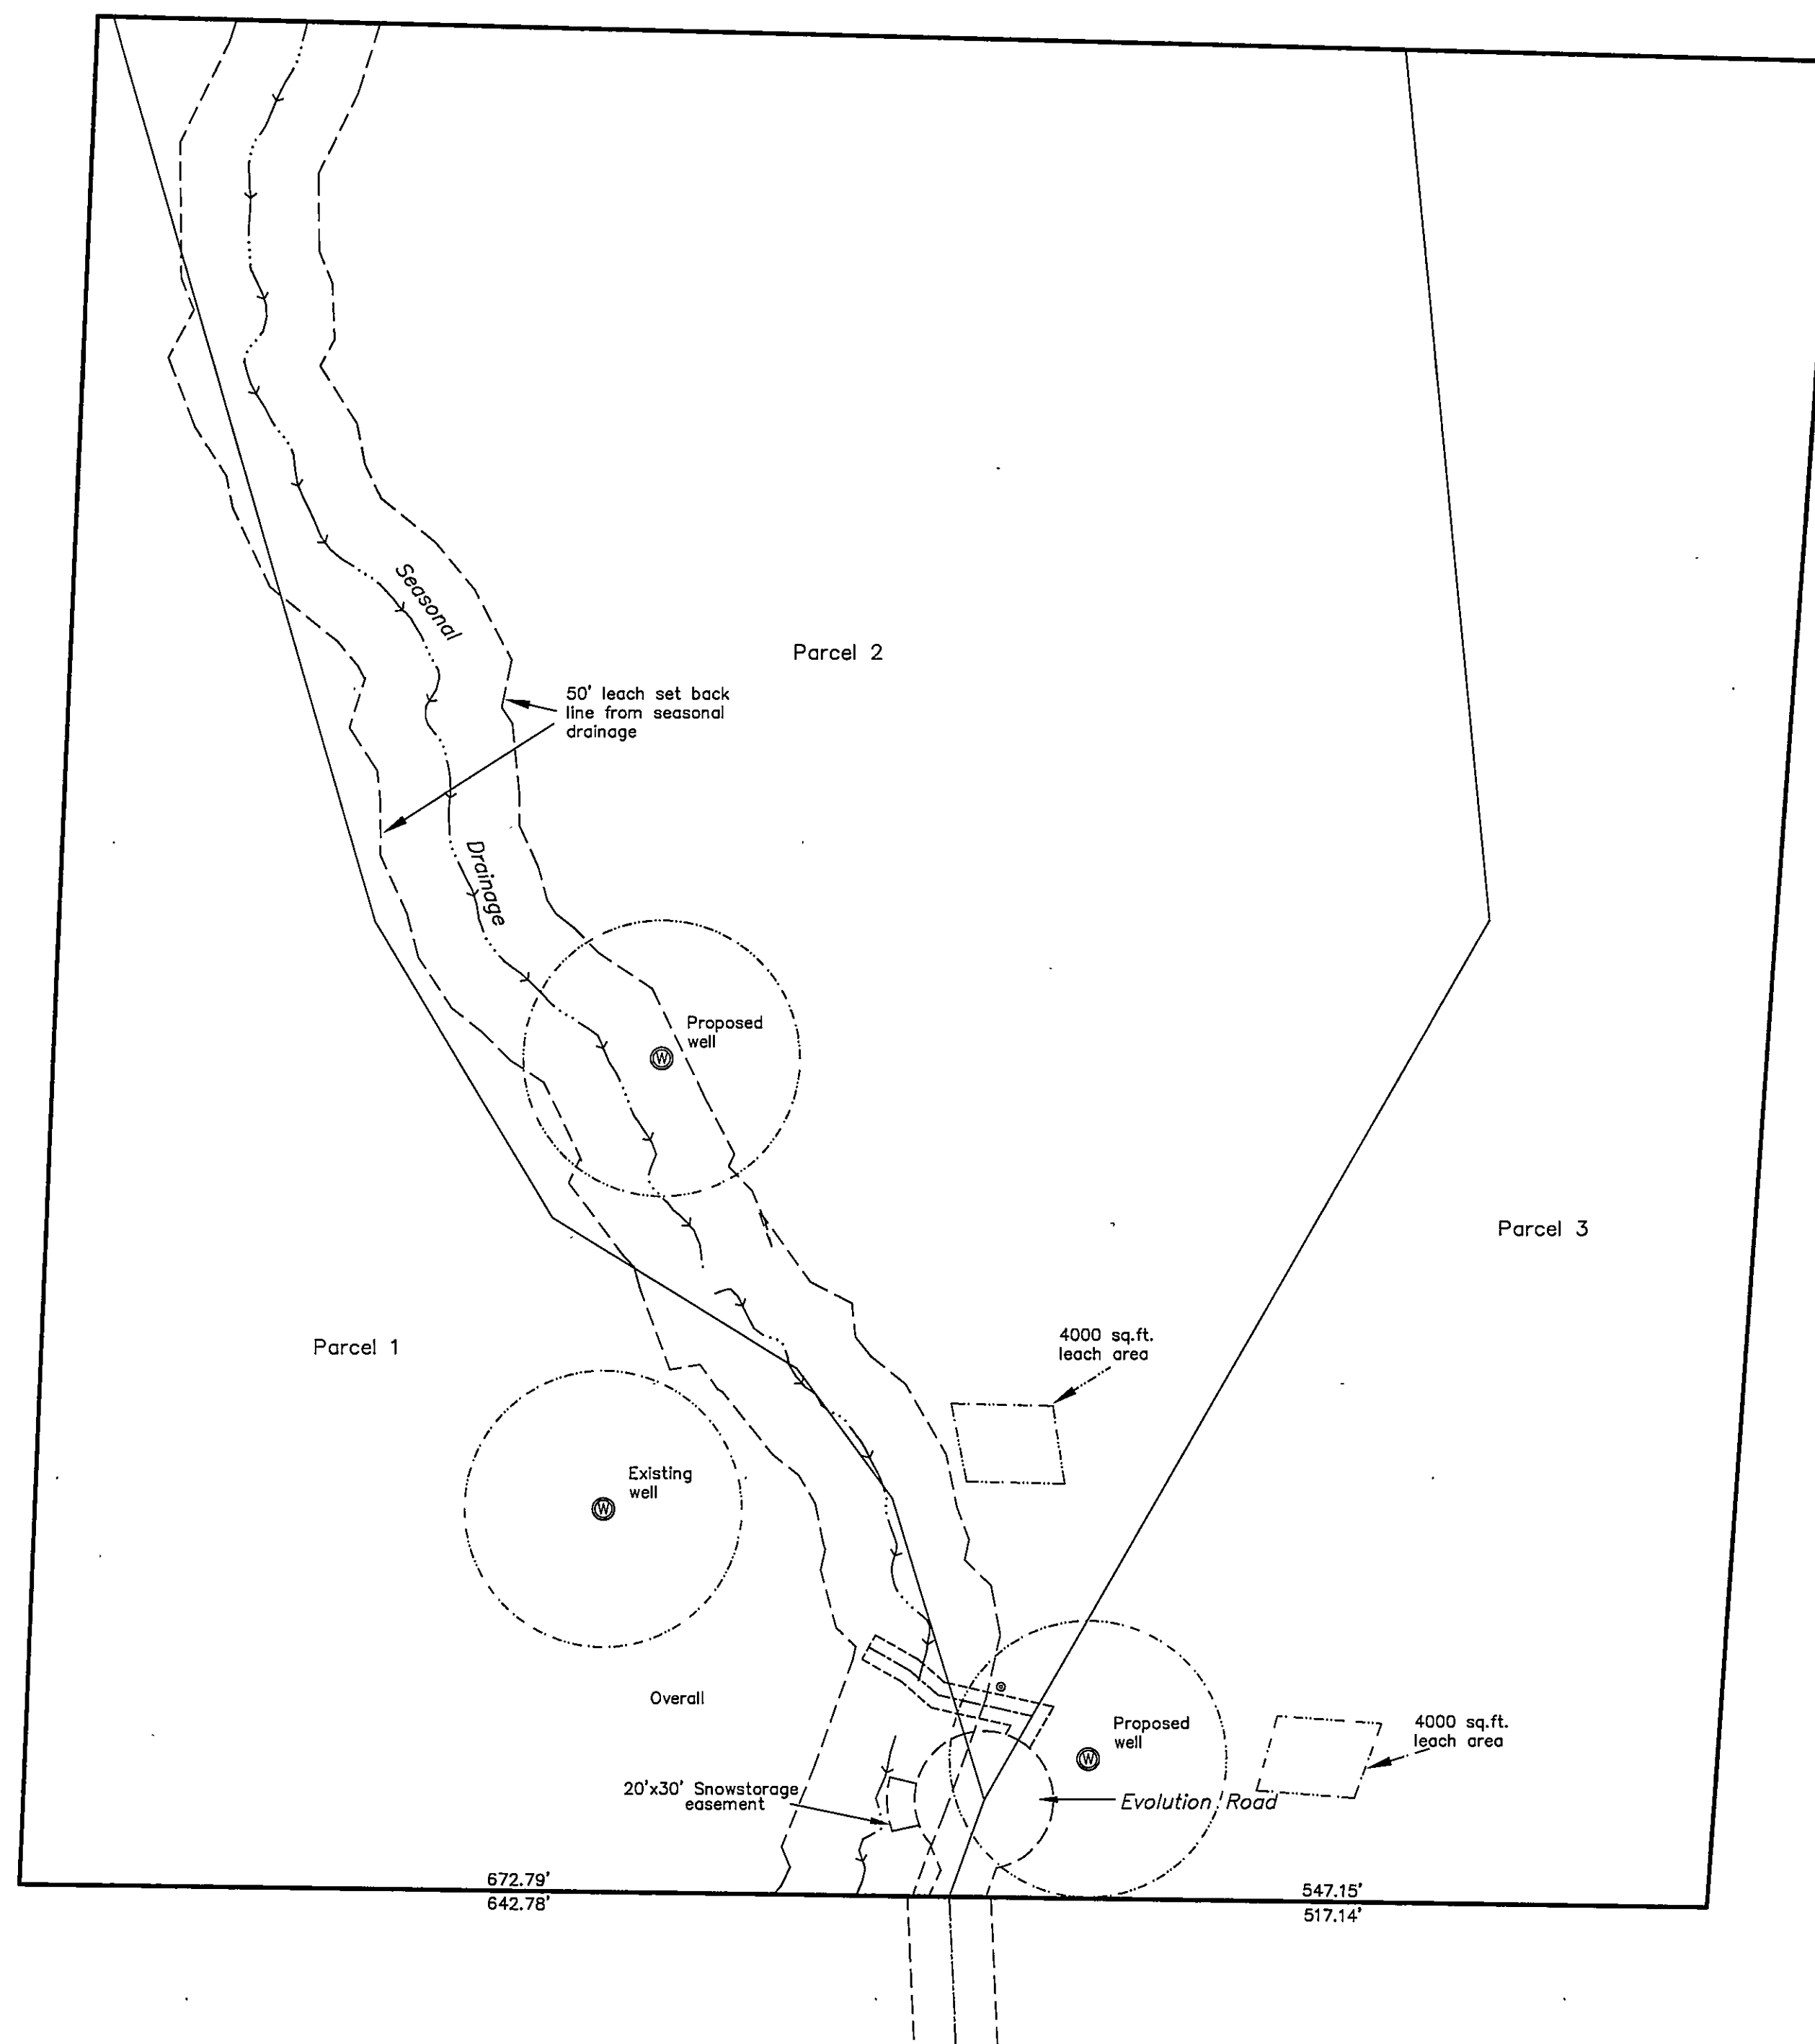 Seasonal
Parcel 2
50' leach set back
line from seasonal
drainage
Drainage
Proposed
well
W
Parcel 3
4000 sq.ft.
leach area
Parcel 1
Existing
well
W
Overall
Proposed
well
W
4000 sq.ft.
leach area
20'x30' Snowstorage
easement
Evolution Road
672.79'
642.78'
547.15'
517.14'